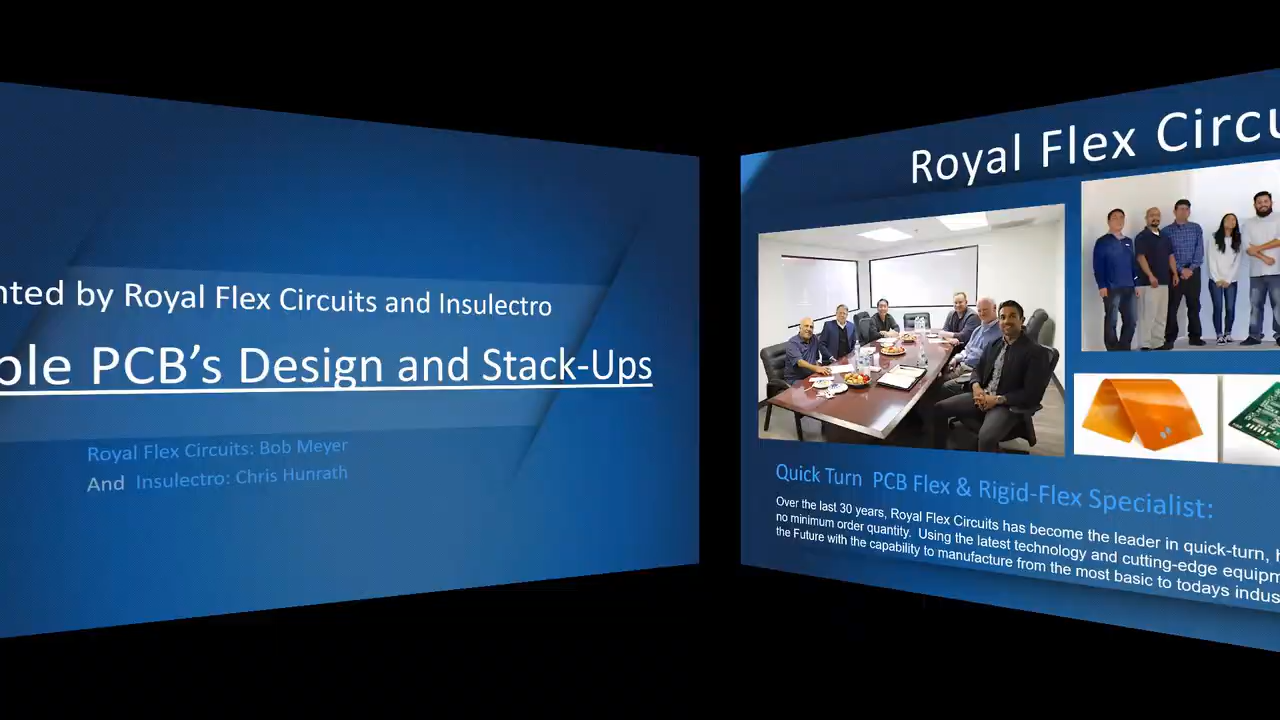 nted by Royal Flex Circuits and Insulectro
ble PCB's Design and Stack-Ups
Royal Flex Circuits: Bob Meyer
And Insulectro: Chris Hunrath
Royal Flex Circu
Quick Turn PCB Flex & Rigid-Flex Specialist:
Over the last 30 years, Royal Flex Circuits has become the leader in quick-turn,
no minimum order quantity. Using the latest technology and cutting-edge equipm
the Future with the capability to manufacture from the most basic to todays indus